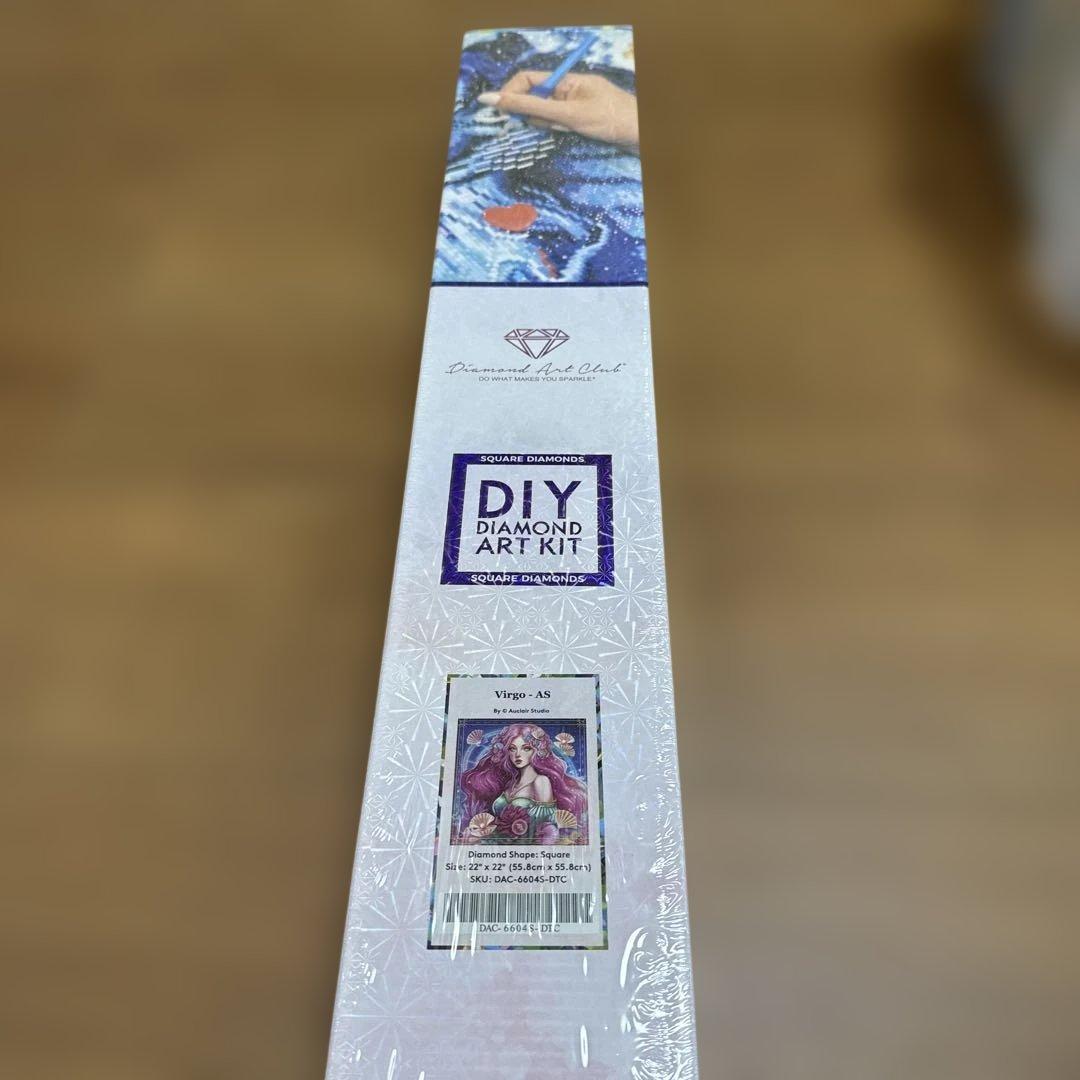 Diamond Art Club®
DO WHAT MAKES YOU SPARKLE®
SQUARE DIAMONDS
DIY
DIAMOND
ART KIT
SQUARE DIAMONDS
Virgo - AS
By © Auclair Studio
Diamond Shape: Square
Size: 22" x 22" (55.8cm x 55.8cm)
SKU: DAC-6604S-DTC
DAC- 6604S- DTC